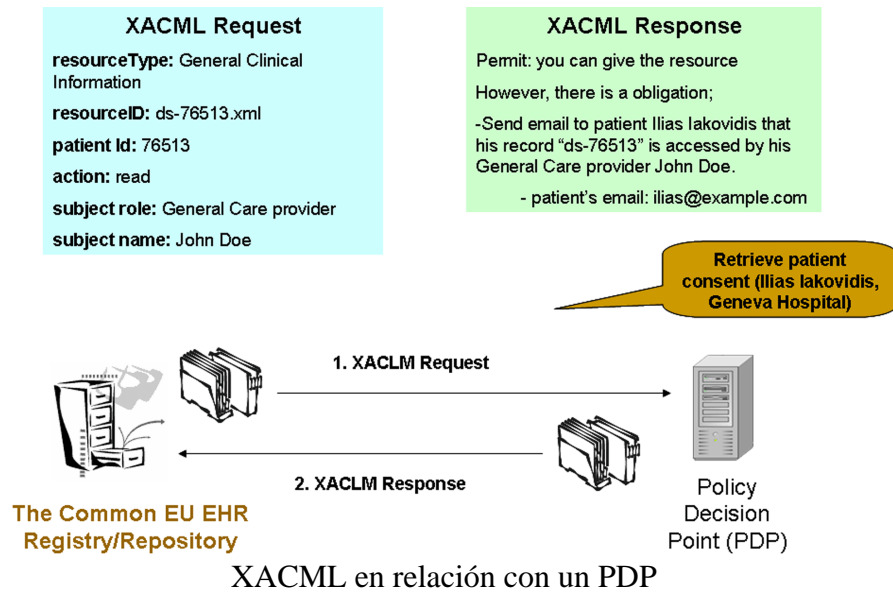 XACML Request
resourceType: General Clinical
Information
resourceID: ds-76513.xml
patient Id: 76513
action: read
subject role: General Care provider
subject name: John Doe
XACML Response
Permit: you can give the resource
However, there is a obligation;
-Send email to patient Ilias Iakovidis that
his record “ds-76513” is accessed by his
General Care provider John Doe.
- patient’s email: ilias@example.com
Retrieve patient
consent (Ilias Iakovidis,
Geneva Hospital)
1. XACLM Request
2. XACLM Response
The Common EU EHR
Registry/Repository
Policy
Decision
Point (PDP)
XACML en relación con un PDP